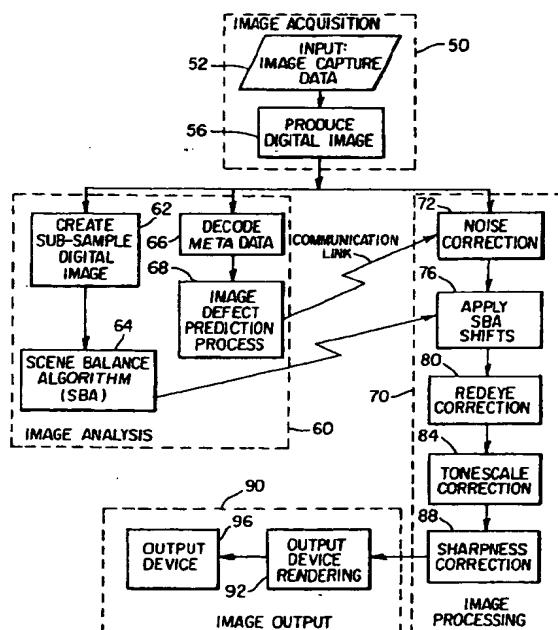 IMAGE ACQUISITION
50
52
INPUT:
IMAGE CAPTURE
DATA
56
PRODUCE
DIGITAL IMAGE
62
CREATE
SUB-SAMPLE
DIGITAL
IMAGE
66
DECODE
META DATA
68
IMAGE
DEFECT
PREDICTION
PROCESS
COMMUNICATION
LINK
64
SCENE BALANCE
ALGORITHM
(SBA)
IMAGE ANALYSIS
60
72
NOISE
CORRECTION
76
APPLY
SBA
SHIFTS
70
80
REDEYE
CORRECTION
84
TONESCALE
CORRECTION
88
SHARPNESS
CORRECTION
IMAGE
PROCESSING
90
96
OUTPUT
DEVICE
92
OUTPUT
DEVICE
RENDERING
IMAGE OUTPUT